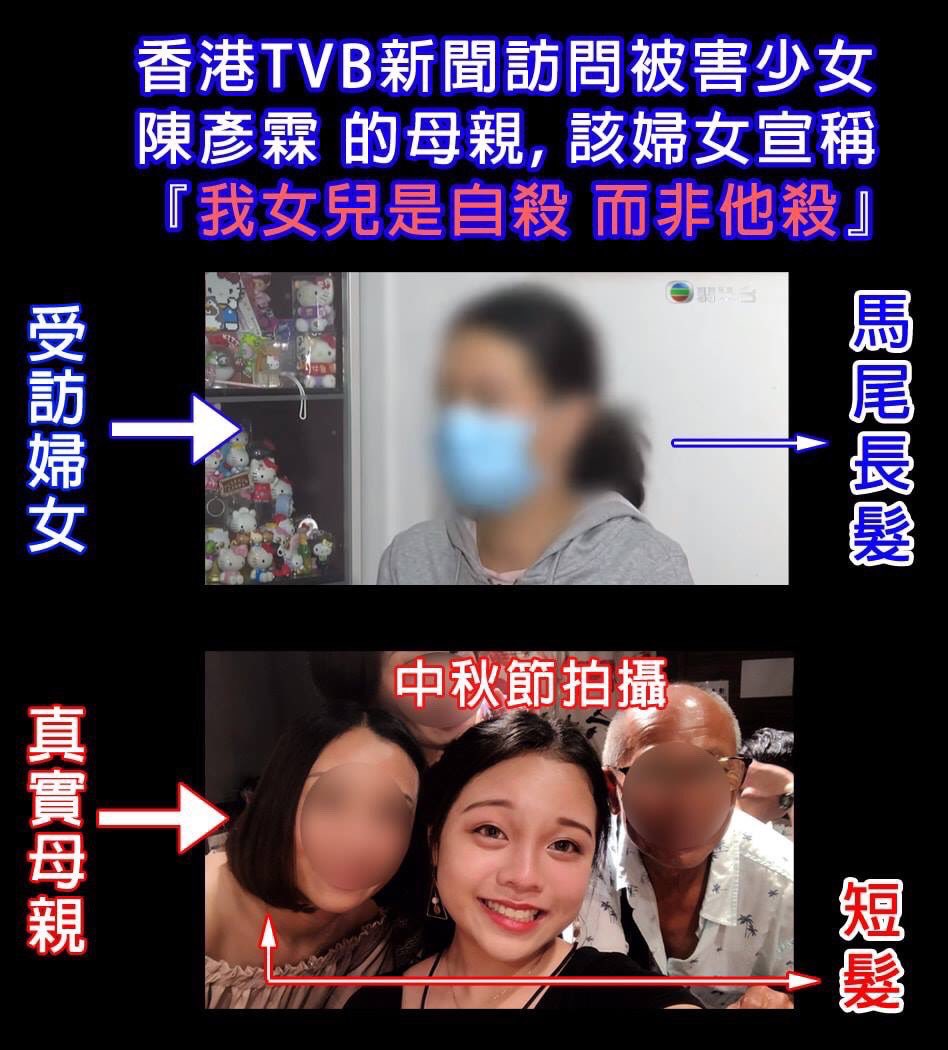 香港TVB新聞訪問被害少女
陳彥霖 的母親, 該婦女宣稱
『我女兒是自殺 而非他殺』
受訪婦女
馬尾長髮
中秋節拍攝
真實母親
短髮